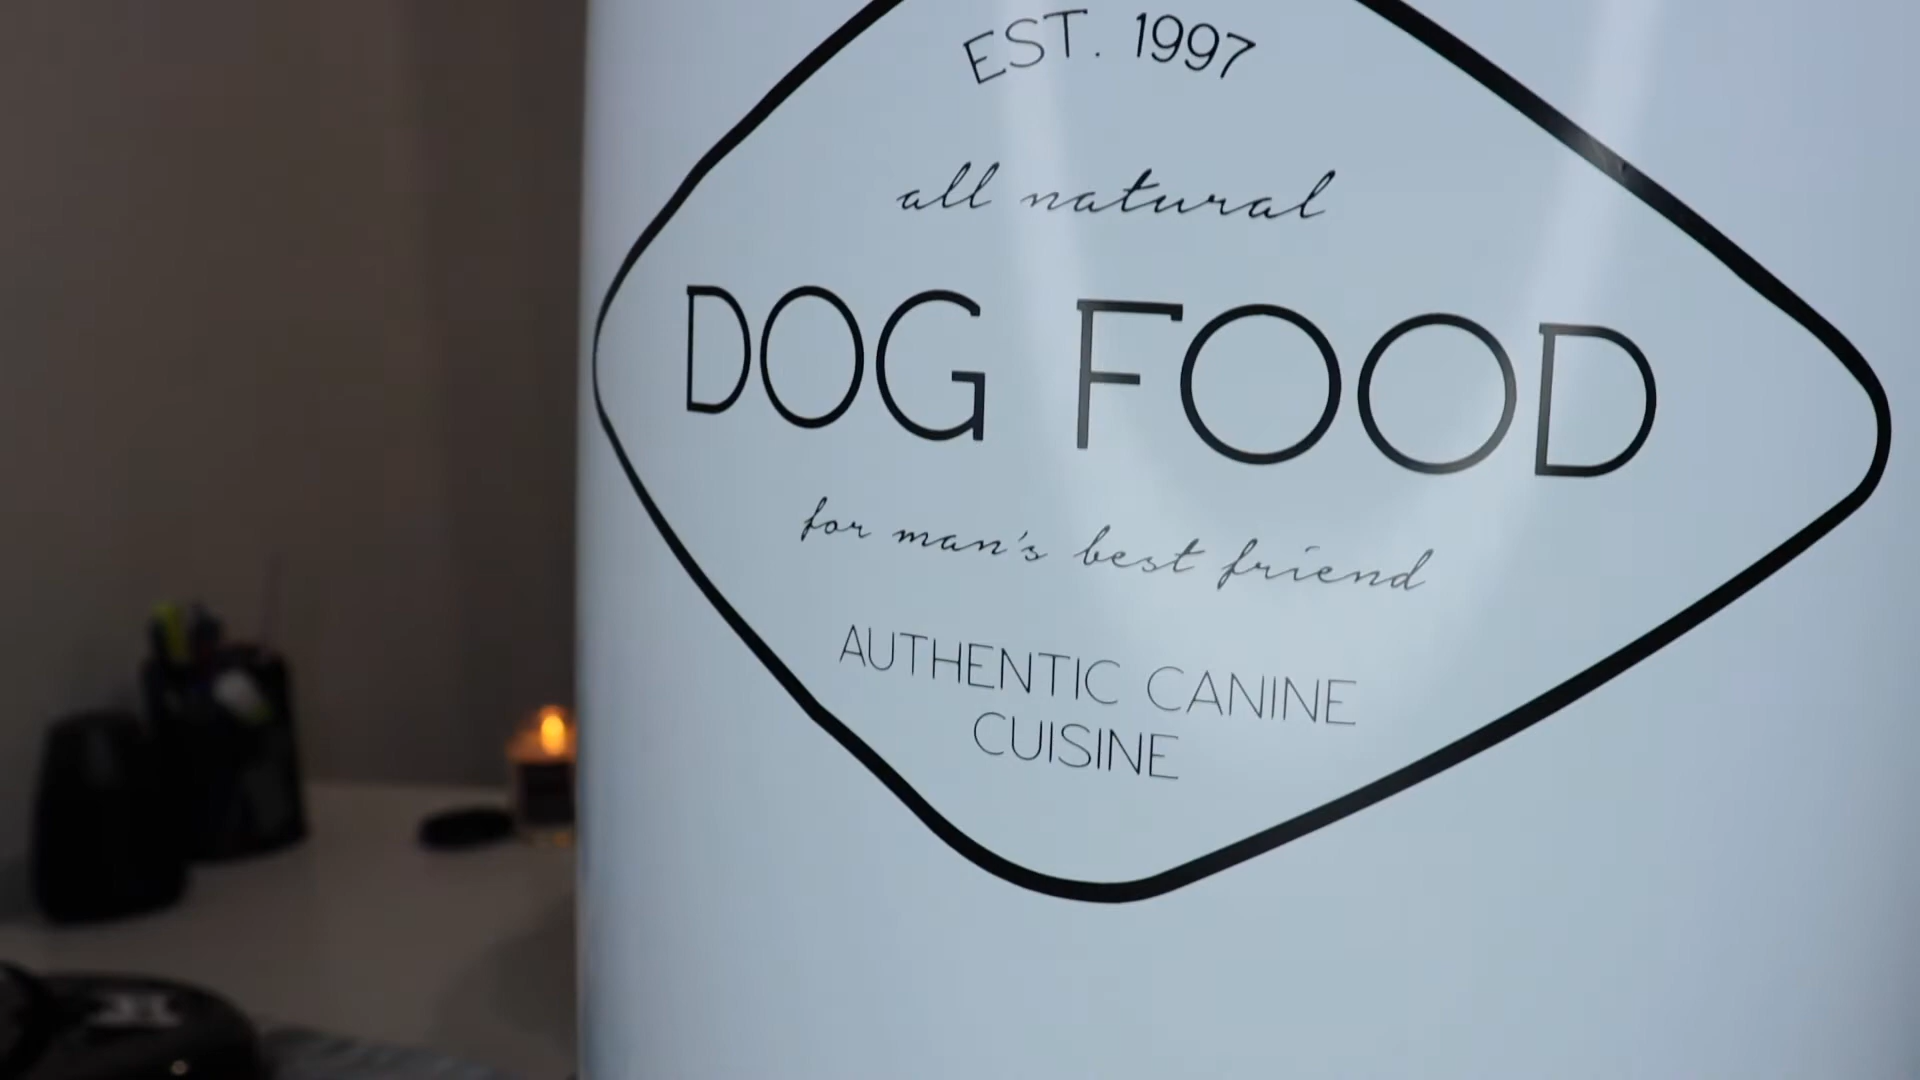 EST. 1997
all natural
DOG FOOD
for man's best friend
AUTHENTIC CANINE
CUISINE